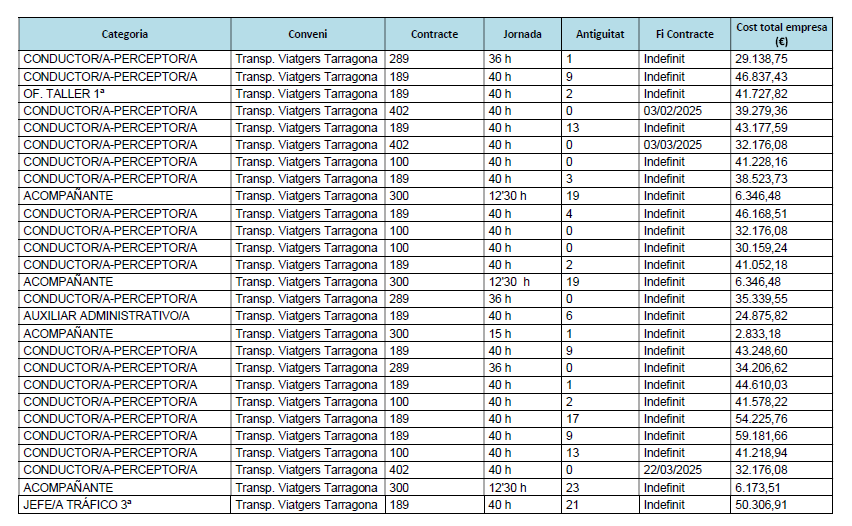 Categoria Conveni Contracte Jornada Antiguitat Fi Contracte Cost total empresa (€)
CONDUCTOR/A-PERCEPTOR/A Transp. Viatgers Tarragona 289 36 h 1 Indefinit 29.138,75
CONDUCTOR/A-PERCEPTOR/A Transp. Viatgers Tarragona 189 40 h 9 Indefinit 46.837,43
OF. TALLER 1ª Transp. Viatgers Tarragona 189 40 h 2 Indefinit 41.727,82
CONDUCTOR/A-PERCEPTOR/A Transp. Viatgers Tarragona 402 40 h 0 03/02/2025 39.279,36
CONDUCTOR/A-PERCEPTOR/A Transp. Viatgers Tarragona 189 40 h 13 Indefinit 43.177,59
CONDUCTOR/A-PERCEPTOR/A Transp. Viatgers Tarragona 402 40 h 0 03/03/2025 32.176,08
CONDUCTOR/A-PERCEPTOR/A Transp. Viatgers Tarragona 100 40 h 0 Indefinit 41.228,16
CONDUCTOR/A-PERCEPTOR/A Transp. Viatgers Tarragona 189 40 h 3 Indefinit 38.523,73
ACOMPAÑANTE Transp. Viatgers Tarragona 300 12'30 h 19 Indefinit 6.346,48
CONDUCTOR/A-PERCEPTOR/A Transp. Viatgers Tarragona 189 40 h 4 Indefinit 46.168,51
CONDUCTOR/A-PERCEPTOR/A Transp. Viatgers Tarragona 100 40 h 0 Indefinit 32.176,08
CONDUCTOR/A-PERCEPTOR/A Transp. Viatgers Tarragona 100 40 h 0 Indefinit 30.159,24
CONDUCTOR/A-PERCEPTOR/A Transp. Viatgers Tarragona 189 40 h 2 Indefinit 41.052,18
ACOMPAÑANTE Transp. Viatgers Tarragona 300 12'30 h 19 Indefinit 6.346,48
CONDUCTOR/A-PERCEPTOR/A Transp. Viatgers Tarragona 289 36 h 0 Indefinit 35.339,55
AUXILIAR ADMINISTRATIVO/A Transp. Viatgers Tarragona 189 40 h 6 Indefinit 24.875,82
ACOMPAÑANTE Transp. Viatgers Tarragona 300 15 h 1 Indefinit 2.833,18
CONDUCTOR/A-PERCEPTOR/A Transp. Viatgers Tarragona 189 40 h 9 Indefinit 43.248,60
CONDUCTOR/A-PERCEPTOR/A Transp. Viatgers Tarragona 289 36 h 0 Indefinit 34.206,62
CONDUCTOR/A-PERCEPTOR/A Transp. Viatgers Tarragona 189 40 h 1 Indefinit 44.610,03
CONDUCTOR/A-PERCEPTOR/A Transp. Viatgers Tarragona 100 40 h 2 Indefinit 41.578,22
CONDUCTOR/A-PERCEPTOR/A Transp. Viatgers Tarragona 189 40 h 17 Indefinit 54.225,76
CONDUCTOR/A-PERCEPTOR/A Transp. Viatgers Tarragona 189 40 h 9 Indefinit 59.181,66
CONDUCTOR/A-PERCEPTOR/A Transp. Viatgers Tarragona 100 40 h 13 Indefinit 41.218,94
CONDUCTOR/A-PERCEPTOR/A Transp. Viatgers Tarragona 402 40 h 0 22/03/2025 32.176,08
ACOMPAÑANTE Transp. Viatgers Tarragona 300 12'30 h 23 Indefinit 6.173,51
JEFE/A TRÁFICO 3ª Transp. Viatgers Tarragona 189 40 h 21 Indefinit 50.306,91